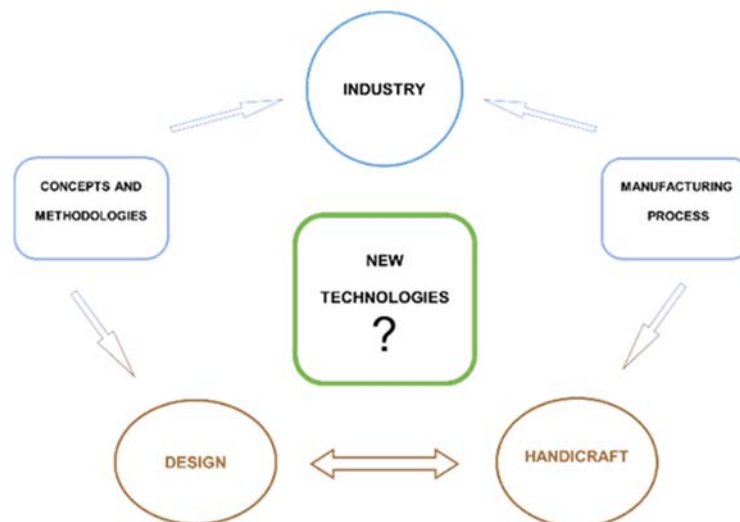 INDUSTRY
CONCEPTS AND
METHODOLOGIES
MANUFACTURING
PROCESS
NEW
TECHNOLOGIES
?
DESIGN
HANDICRAFT